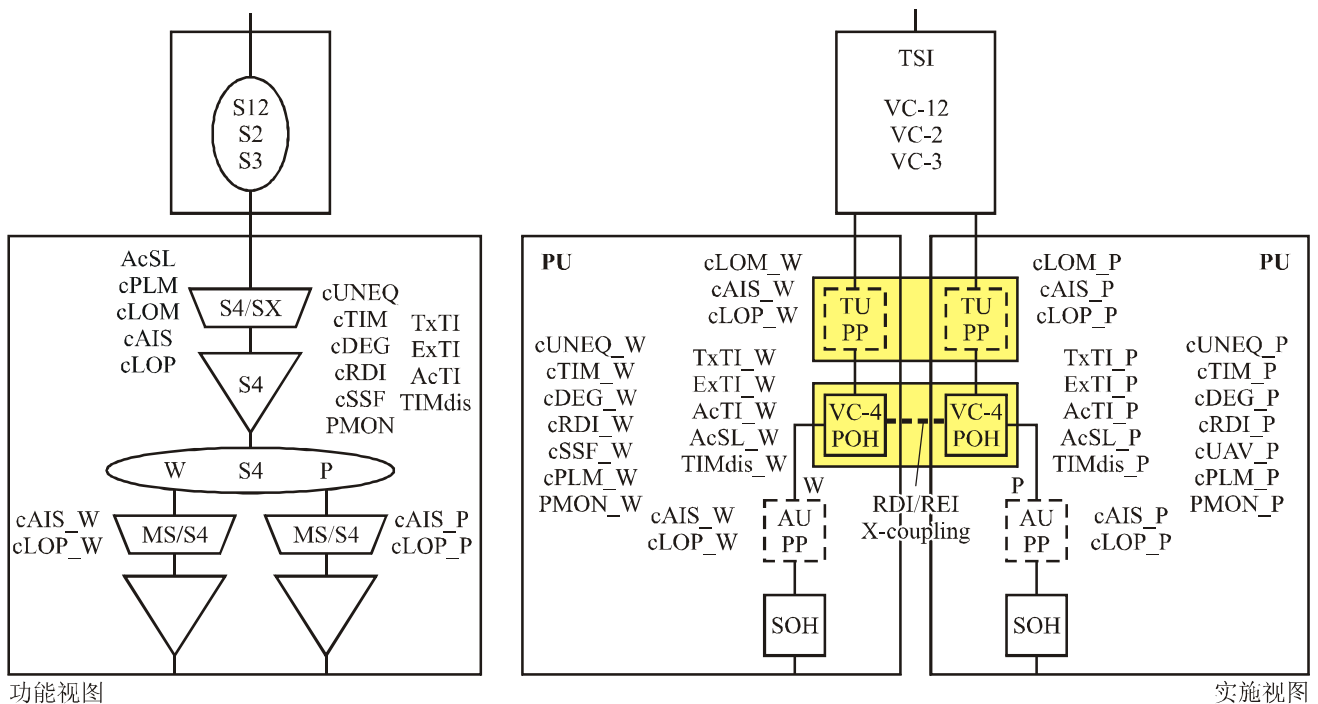 S12
S2
S3
AcSL
cPLM
cLOM
cAIS
cLOP
S4/SX
cUNEQ
cTIM
cDEG
cRDI
cSSF
PMON
TxTI
ExTI
AcTI
TIMdis
S4
W S4 P
cAIS_W
cLOP_W
MS/S4
MS/S4
cAIS_P
cLOP_P
功能视图
TSI
VC-12
VC-2
VC-3
PU
cLOM_W
cAIS_W
cLOP_W
TU
PP
TU
PP
cLOM_P
cAIS_P
cLOP_P
PU
cUNEQ_W
cTIM_W
cDEG_W
cRDI_W
cSSF_W
cPLM_W
PMON_W
TxTI_W
ExTI_W
AcTI_W
AcSL_W
TIMdis_W
VC-4
POH
VC-4
POH
TxTI_P
ExTI_P
AcTI_P
AcSL_P
TIMdis_P
cUNEQ_P
cTIM_P
cDEG_P
cRDI_P
cUAV_P
cPLM_P
PMON_P
W
RDI/REI
X-coupling
P
cAIS_W
cLOP_W
AU
PP
AU
PP
cAIS_P
cLOP_P
SOH
SOH
实施视图